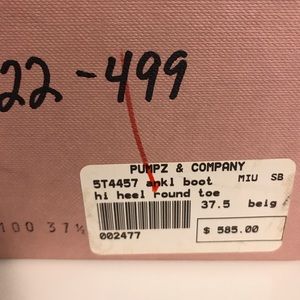 22-499
PUMPZ & COMPANY
5T4457 ankl boot MIU SB
hi heel round toe
37.5 beig
002477 $ 585.00
100 37½